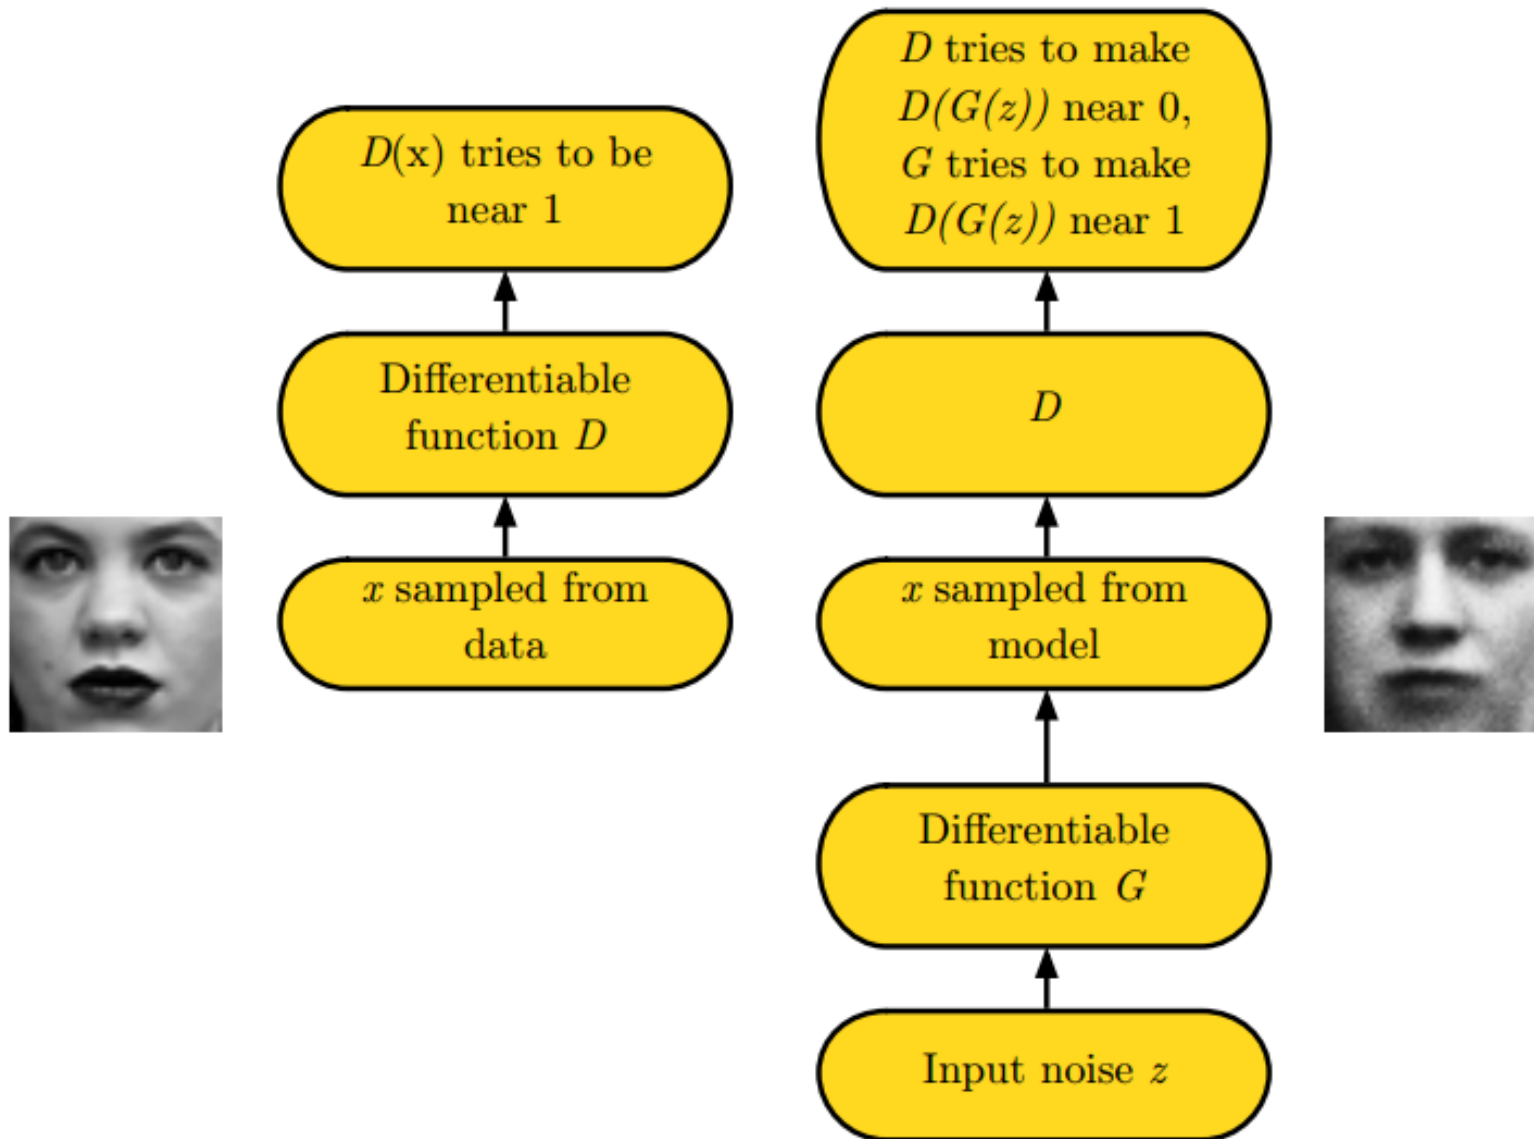 D(x) tries to be
near 1
Differentiable
function D
x sampled from
data
D tries to make
D(G(z)) near 0,
G tries to make
D(G(z)) near 1
D
x sampled from
model
Differentiable
function G
Input noise z